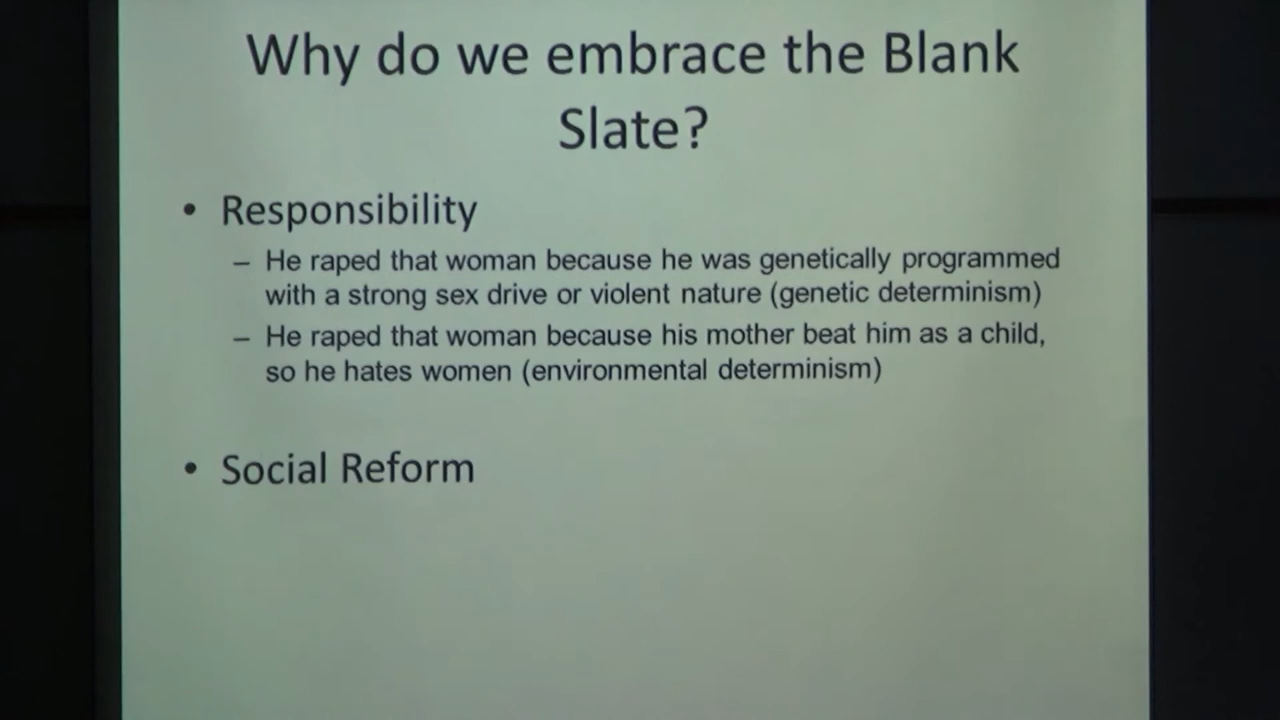 Why do we embrace the Blank
Slate?
• Responsibility
– He raped that woman because he was genetically programmed
with a strong sex drive or violent nature (genetic determinism)
– He raped that woman because his mother beat him as a child,
so he hates women (environmental determinism)
• Social Reform